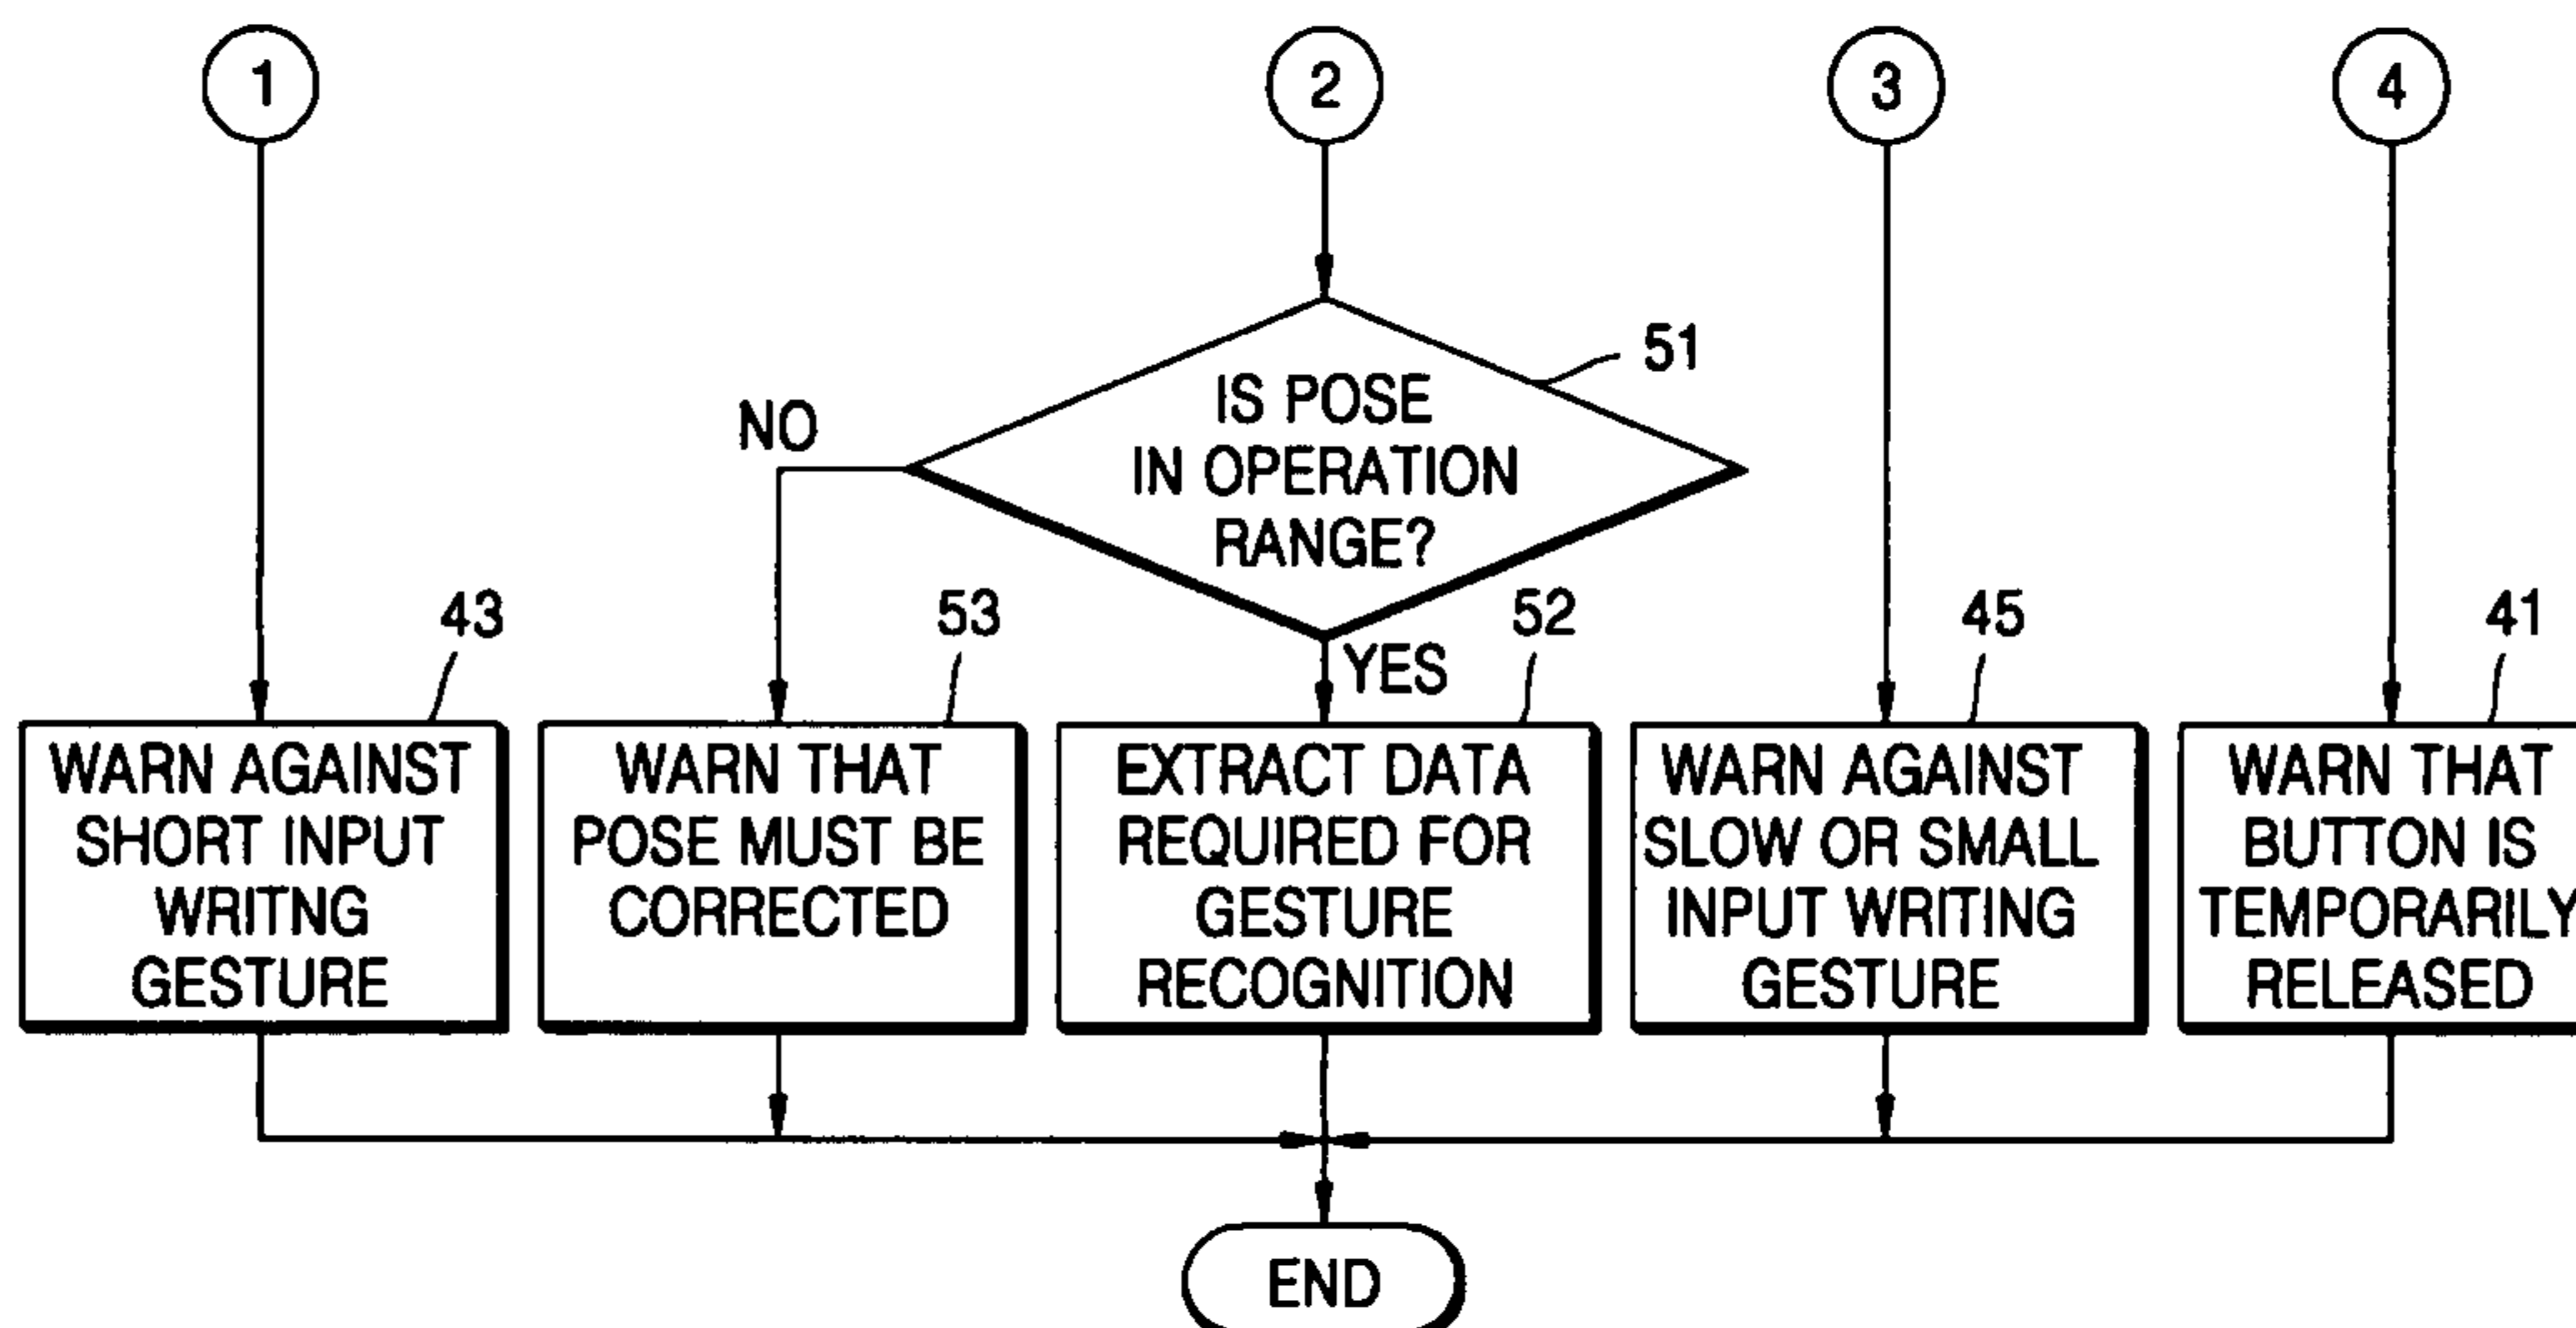 1
2
3
4
51
IS POSE
IN OPERATION
RANGE?
NO
YES
43
WARN AGAINST
SHORT INPUT
WRITNG
GESTURE
53
WARN THAT
POSE MUST BE
CORRECTED
52
EXTRACT DATA
REQUIRED FOR
GESTURE
RECOGNITION
45
WARN AGAINST
SLOW OR SMALL
INPUT WRITING
GESTURE
41
WARN THAT
BUTTON IS
TEMPORARILY
RELEASED
END